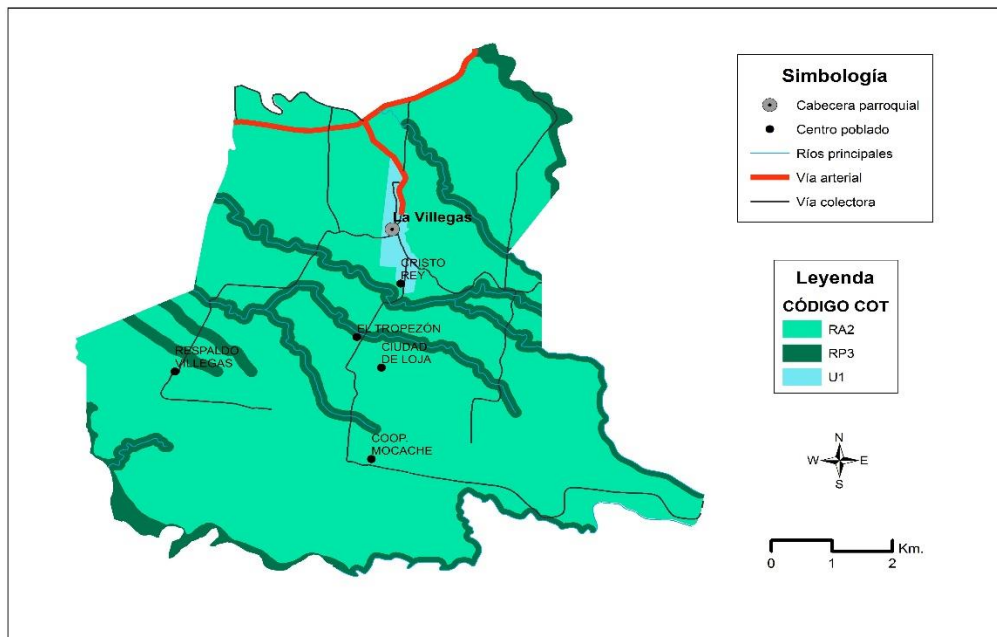 La Villegas
CRISTO
REY
EL TROPEZÓN
CIUDAD
DE LOJA
RESPALDO
VILLEGAS
COOP.
MOCACHE
Simbología
Cabecera parroquial
Centro poblado
Ríos principales
Vía arterial
Vía colectora
Leyenda
CÓDIGO COT
RA2
RP3
U1
N
W E
S
Km.
0 1 2